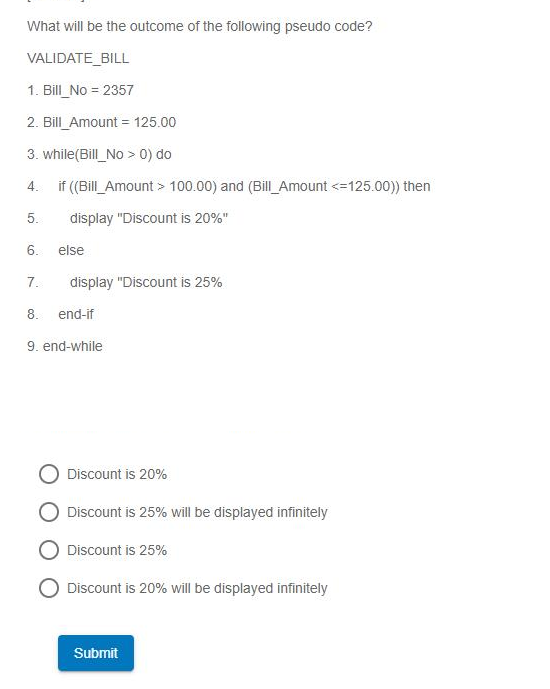 What will be the outcome of the following pseudo code?
VALIDATE_BILL
1. Bill_No = 2357
2. Bill_Amount = 125.00
3. while(Bill_No > 0) do
4. if ((Bill_Amount > 100.00) and (Bill_Amount <=125.00)) then
5. display "Discount is 20%"
6. else
7. display "Discount is 25%
8. end-if
9. end-while
Discount is 20%
Discount is 25% will be displayed infinitely
Discount is 25%
Discount is 20% will be displayed infinitely
Submit